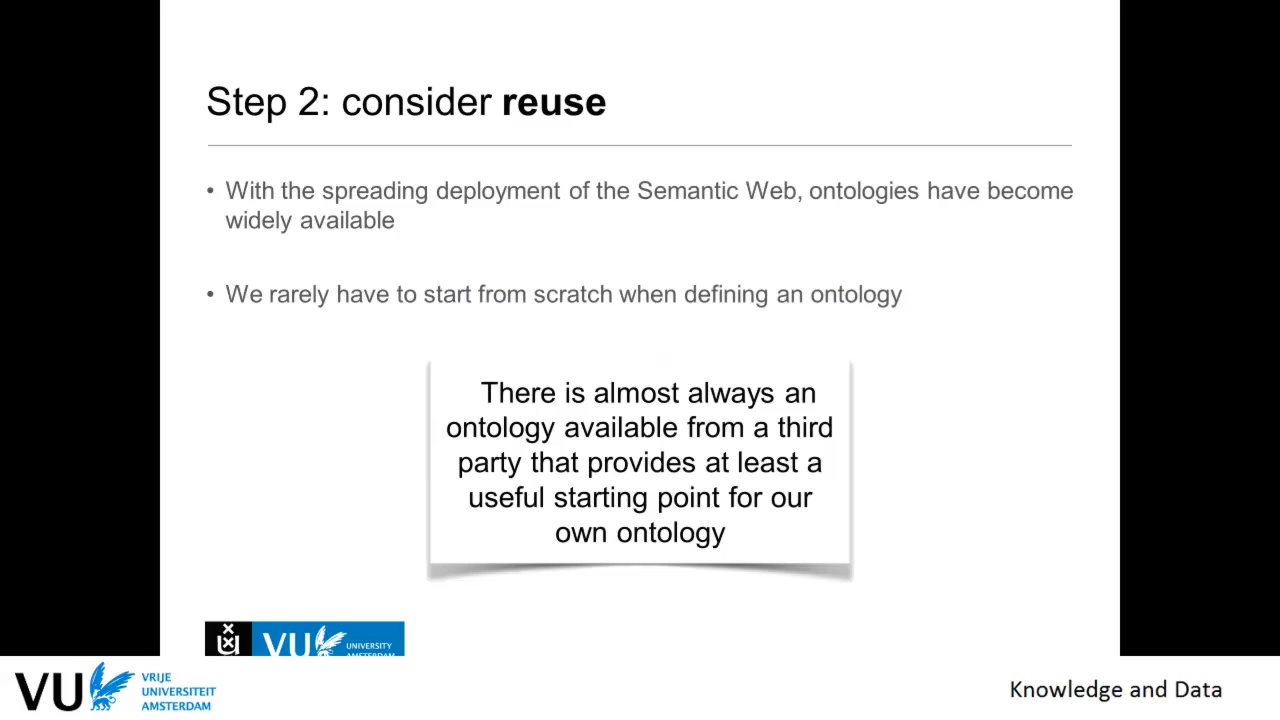 Step 2: consider reuse
• With the spreading deployment of the Semantic Web, ontologies have become
widely available
• We rarely have to start from scratch when defining an ontology
There is almost always an
ontology available from a third
party that provides at least a
useful starting point for our
own ontology
VU UNIVERSITY
AMSTERDAM
VU VRIJE
UNIVERSITEIT
AMSTERDAM
Knowledge and Data